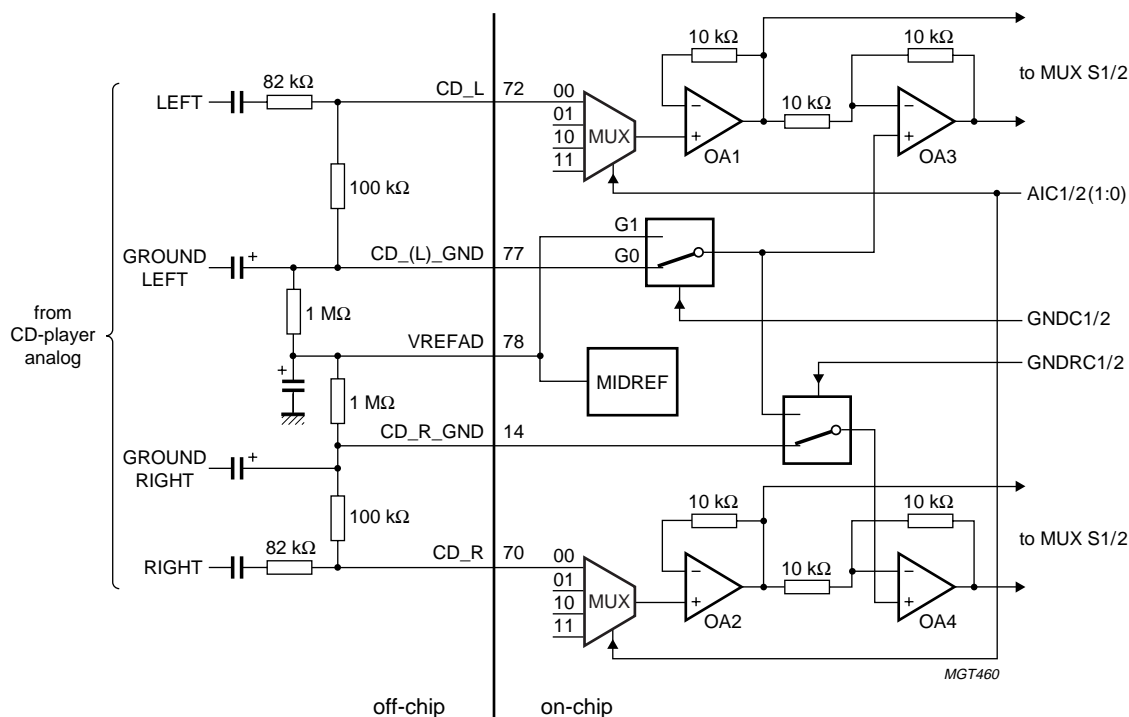 10 kΩ
10 kΩ
to MUX S1/2
82 kΩ
LEFT
CD_L
72
00
01
10
11
MUX
−
+
OA1
10 kΩ
−
+
OA3
100 kΩ
AIC1/2 (1:0)
GROUND
LEFT
+
CD_(L)_GND
77
G1
G0
from
CD-player
analog
1 MΩ
GNDC1/2
VREFAD
78
MIDREF
GNDRC1/2
+
1 MΩ
CD_R_GND
14
GROUND
RIGHT
+
100 kΩ
10 kΩ
10 kΩ
to MUX S1/2
82 kΩ
RIGHT
CD_R
70
00
01
10
11
MUX
−
+
OA2
10 kΩ
−
+
OA4
MGT460
off-chip
on-chip